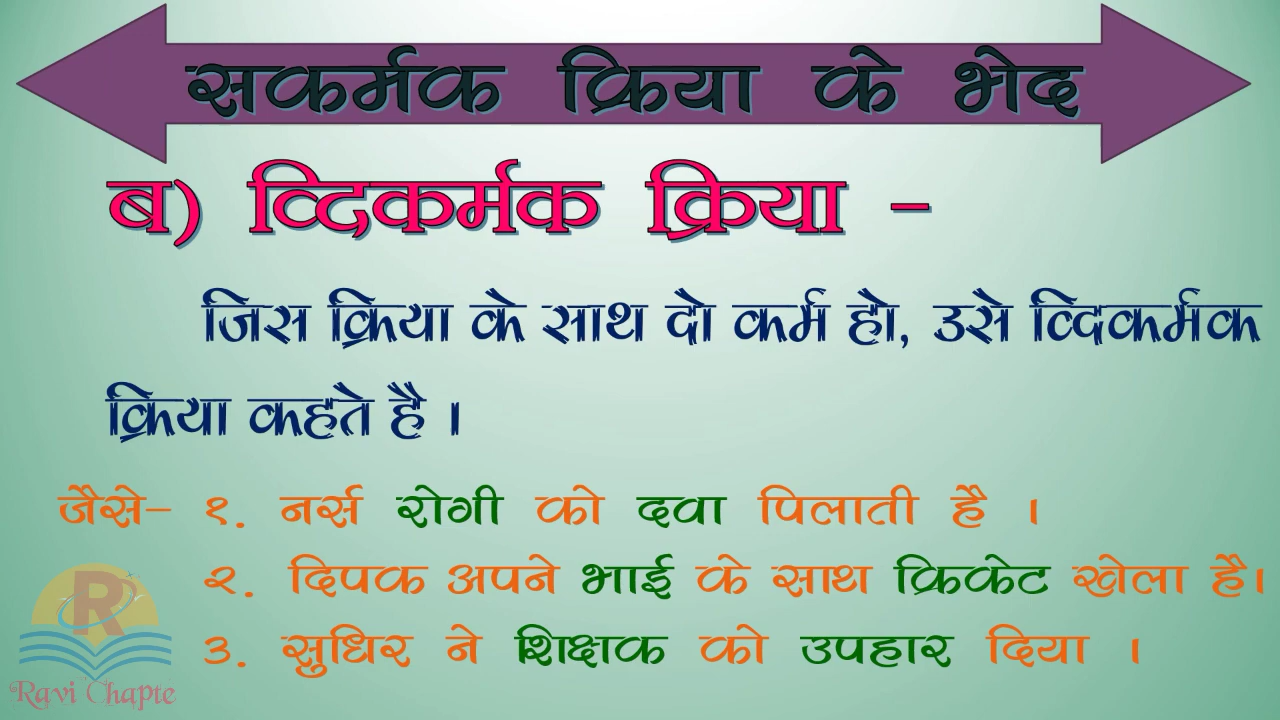 सकर्मक क्रिया के भेद
ब) व्दिकर्मक क्रिया -
जिस क्रिया के साथ दो कर्म हो, उसे व्दिकर्मक
क्रिया कहते है ।
जैसे- १. नर्स रोगी को दवा पिलाती है ।
२. दिपक अपने भाई के साथ क्रिकेट खेला है।
३. सुधिर ने शिक्षक को उपहार दिया ।
R
Ravi Chapte